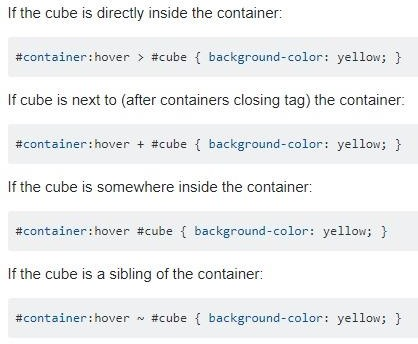 If the cube is directly inside the container:
#container:hover > #cube { background-color: yellow; }
If cube is next to (after containers closing tag) the container:
#container:hover + #cube { background-color: yellow; }
If the cube is somewhere inside the container:
#container:hover #cube { background-color: yellow; }
If the cube is a sibling of the container:
#container:hover ~ #cube { background-color: yellow; }